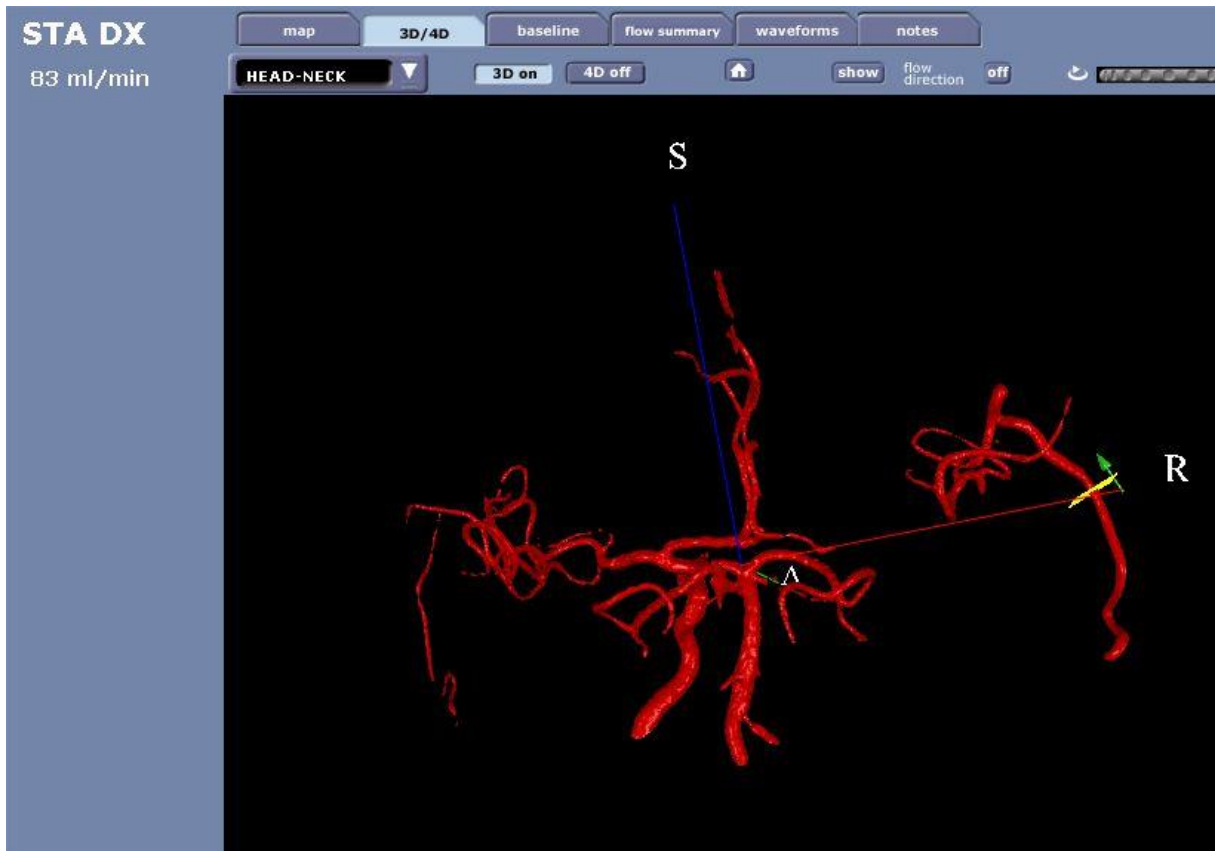 STA DX
83 ml/min
map
3D/4D
baseline
flow summary
waveforms
notes
HEAD-NECK
3D on
4D off
show
flow
direction
off
S
R
A